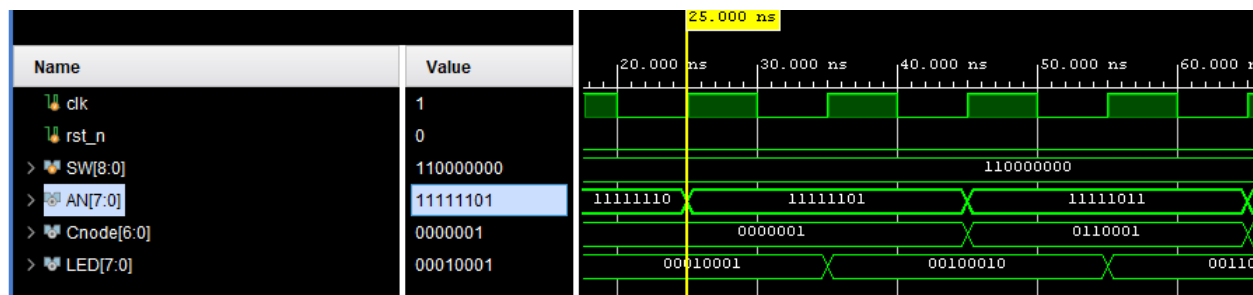 25.000 ns
Name Value
20.000 ns 30.000 ns 40.000 ns 50.000 ns 60.000
clk 1
rst_n 0
SW[8:0] 110000000 110000000
AN[7:0] 11111101 11111110 11111101 11111011
Cnode[6:0] 0000001 0000001 0110001
LED[7:0] 00010001 00010001 00100010 00110